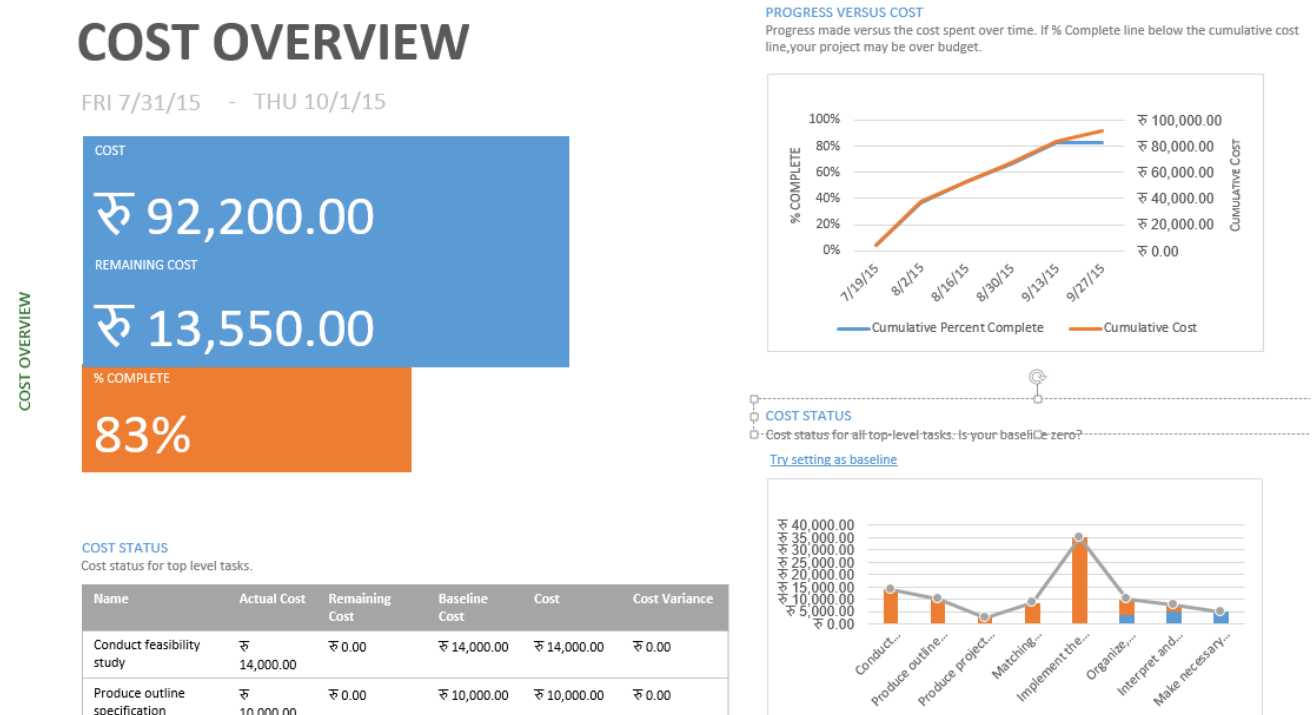 COST OVERVIEW
FRI 7/31/15 - THU 10/1/15
COST
रु 92,200.00
REMAINING COST
रु 13,550.00
% COMPLETE
83%
COST OVERVIEW
COST STATUS
Cost status for top level tasks.
Name Actual Cost Remaining Cost Baseline Cost Cost Cost Variance
Conduct feasibility study रु 14,000.00 रु 0.00 रु 14,000.00 रु 14,000.00 रु 0.00
Produce outline specification रु 10,000.00 रु 0.00 रु 10,000.00 रु 10,000.00 रु 0.00
PROGRESS VERSUS COST
Progress made versus the cost spent over time. If % Complete line below the cumulative cost
line,your project may be over budget.
% COMPLETE
100%
80%
60%
40%
20%
0%
रु 100,000.00
रु 80,000.00
रु 60,000.00
रु 40,000.00
रु 20,000.00
रु 0.00
CUMULATIVE COST
7/19/15 8/2/15 8/16/15 8/30/15 9/13/15 9/27/15
Cumulative Percent Complete Cumulative Cost
COST STATUS
Cost status for all top-level tasks. Is your baseline zero?
Try setting as baseline
रु 40,000.00
रु 35,000.00
रु 30,000.00
रु 25,000.00
रु 20,000.00
रु 15,000.00
रु 10,000.00
रु 5,000.00
रु 0.00
Conduct... Produce outline... Produce project... Matching... Implement the... Organize,... Interpret and... Make necessary...